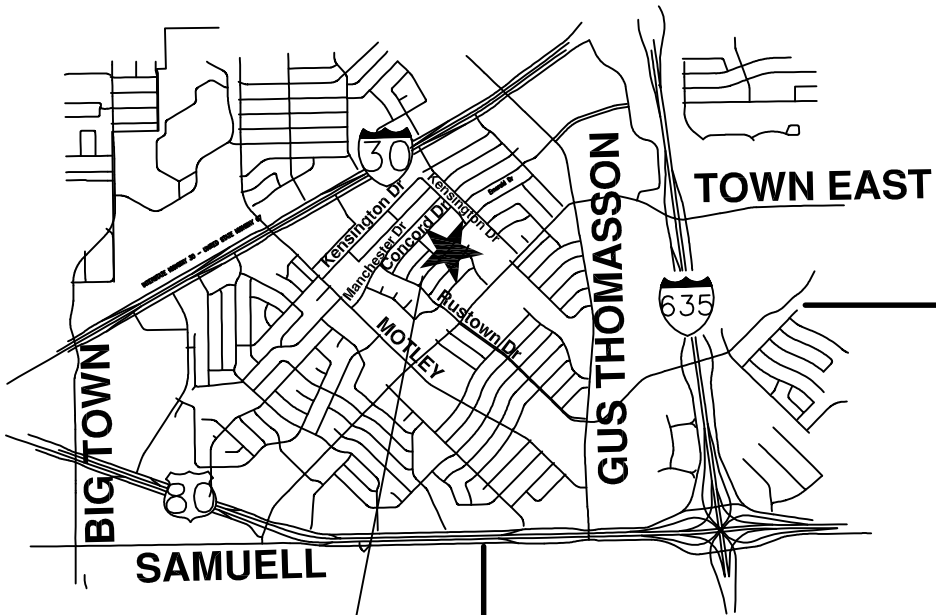 30
TOWN EAST
Kensington Dr
Kensington Dr
Manchester Dr
Concord Dr
GUS THOMASSON
635
Rustown Dr
MOTLEY
BIG TOWN
80
SAMUELL